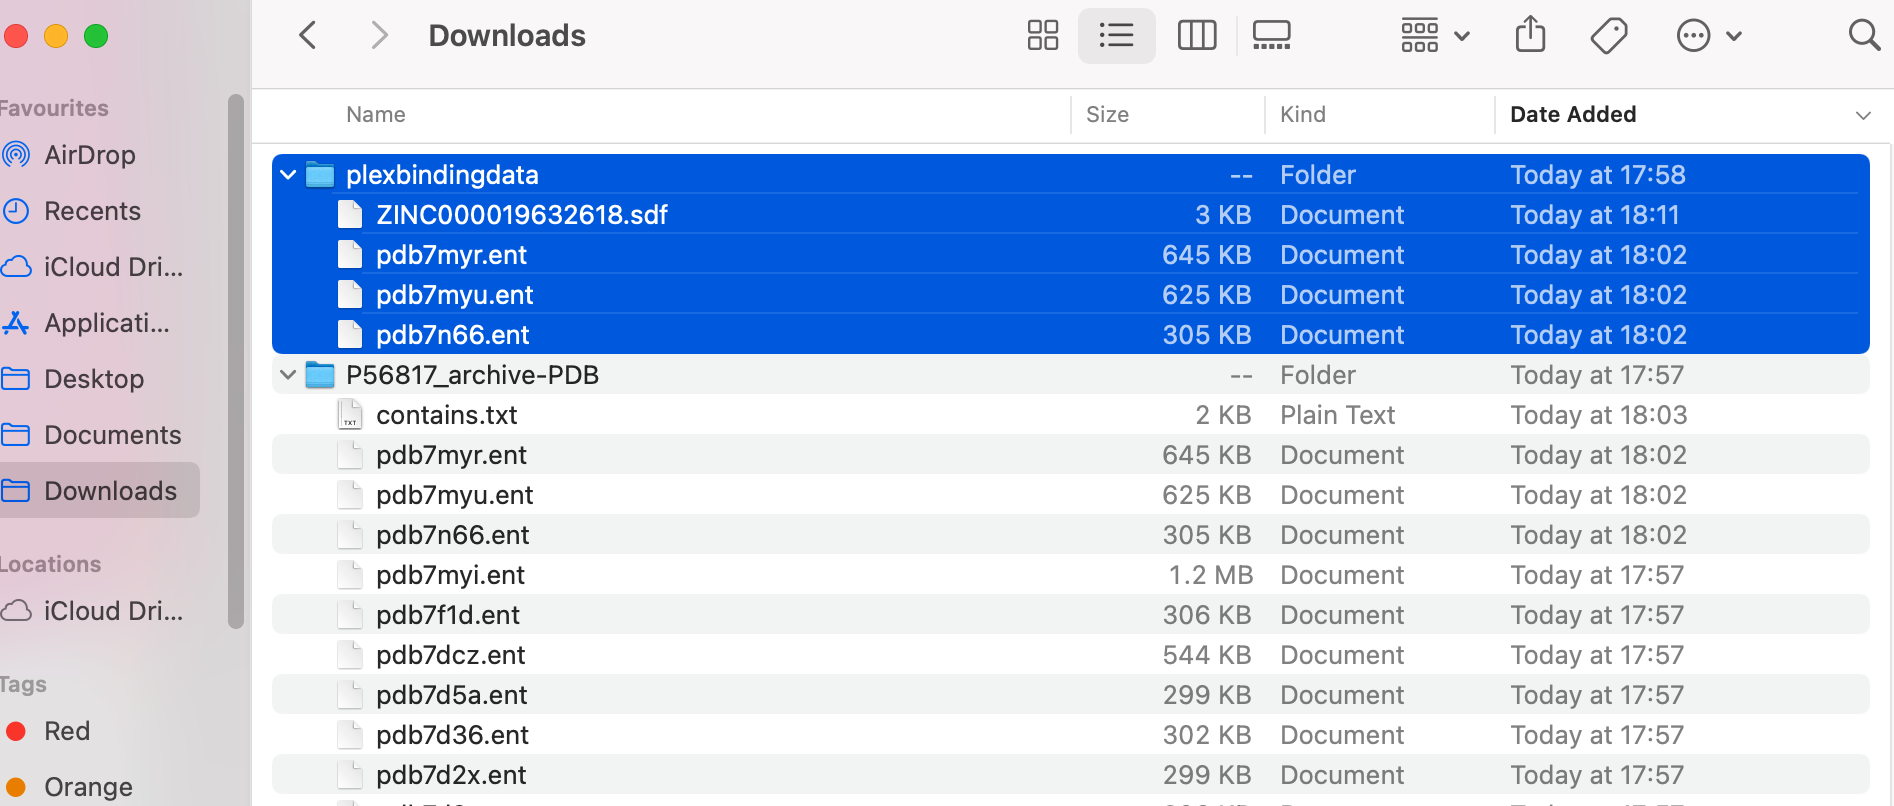 Downloads
Favourites
AirDrop
Recents
iCloud Dri...
Applicati...
Desktop
Documents
Downloads
Locations
iCloud Dri...
Tags
Red
Orange
Name Size Kind Date Added
plexbindingdata -- Folder Today at 17:58
ZINC000019632618.sdf 3 KB Document Today at 18:11
pdb7myr.ent 645 KB Document Today at 18:02
pdb7myu.ent 625 KB Document Today at 18:02
pdb7n66.ent 305 KB Document Today at 18:02
P56817_archive-PDB -- Folder Today at 17:57
TXT contains.txt 2 KB Plain Text Today at 18:03
pdb7myr.ent 645 KB Document Today at 18:02
pdb7myu.ent 625 KB Document Today at 18:02
pdb7n66.ent 305 KB Document Today at 18:02
pdb7myi.ent 1.2 MB Document Today at 17:57
pdb7f1d.ent 306 KB Document Today at 17:57
pdb7dcz.ent 544 KB Document Today at 17:57
pdb7d5a.ent 299 KB Document Today at 17:57
pdb7d36.ent 302 KB Document Today at 17:57
pdb7d2x.ent 299 KB Document Today at 17:57